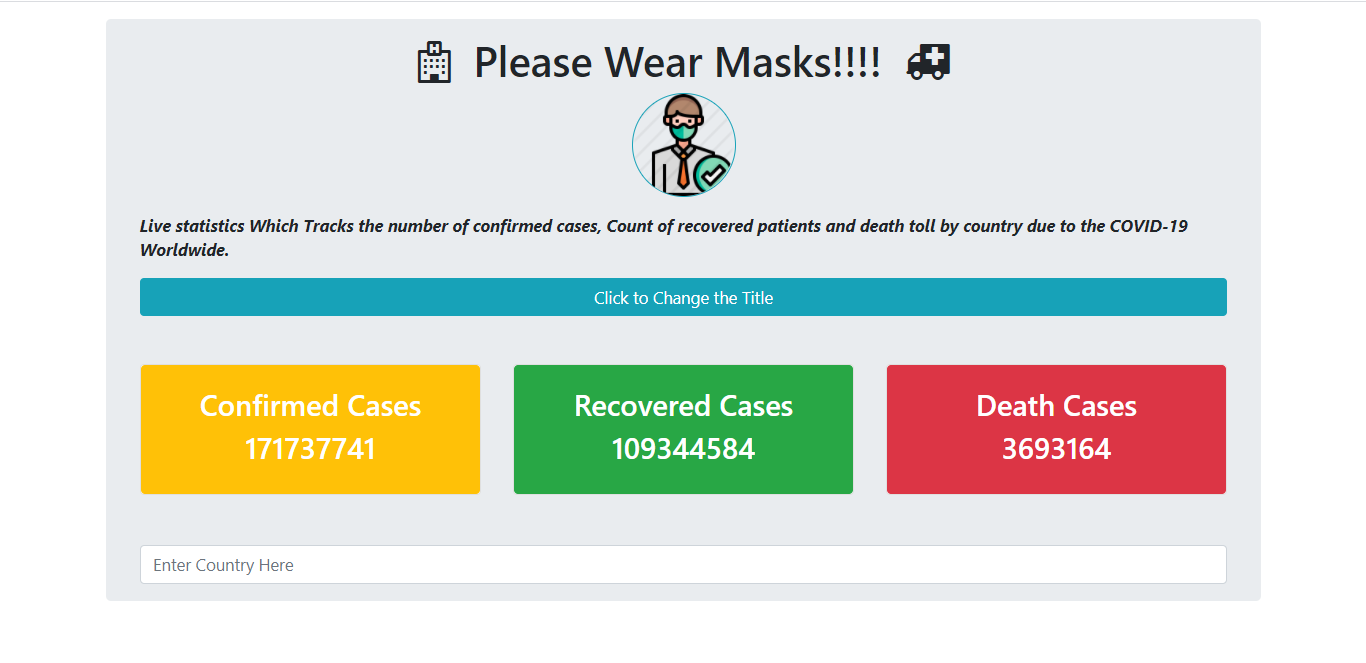 Please Wear Masks!!!!
Live statistics Which Tracks the number of confirmed cases, Count of recovered patients and death toll by country due to the COVID-19
Worldwide.
Click to Change the Title
Confirmed Cases
171737741
Recovered Cases
109344584
Death Cases
3693164
Enter Country Here